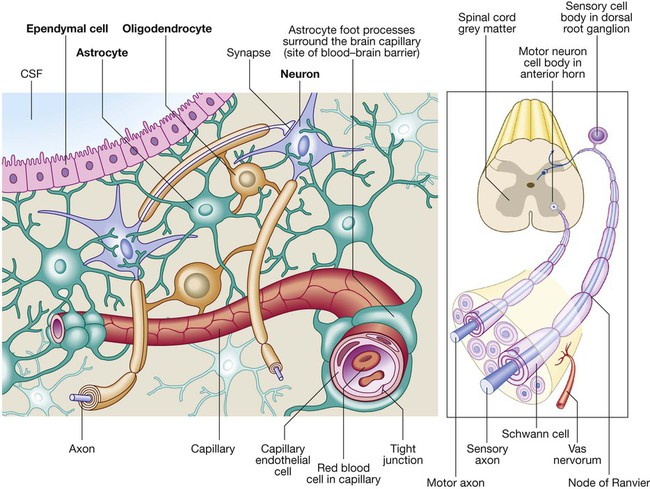 Ependymal cell
Oligodendrocyte
Astrocyte foot processes
surround the brain capillary
(site of blood–brain barrier)
Astrocyte
Synapse
CSF
Neuron
Axon
Capillary
Capillary
endothelial
cell
Red blood
cell in capillary
Tight
junction
Spinal cord
grey matter
Sensory cell
body in dorsal
root ganglion
Motor neuron
cell body in
anterior horn
Schwann cell
Sensory
axon
Vas
nervorum
Motor axon
Node of Ranvier